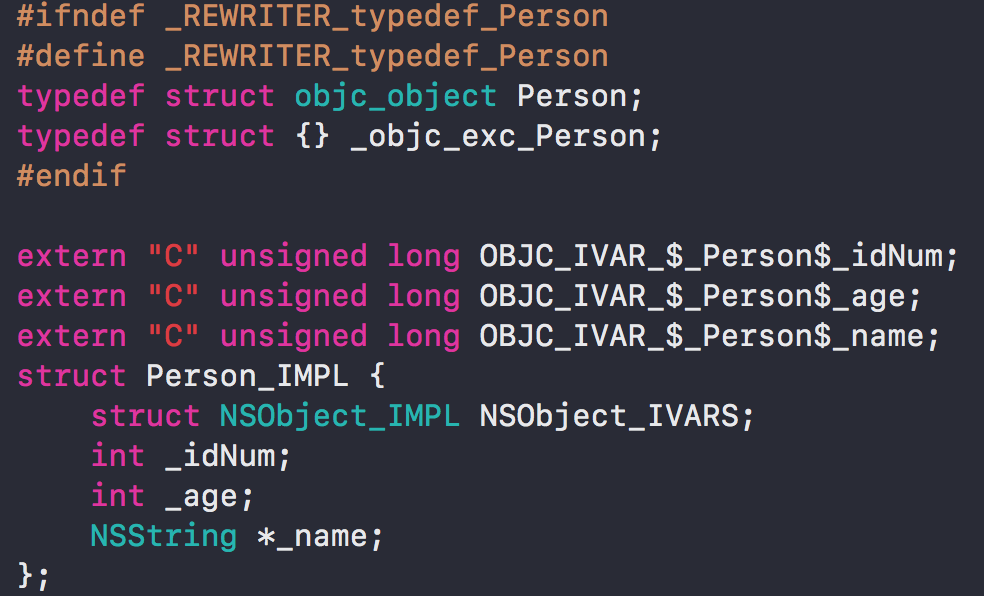 #ifndef _REWRITER_typedef_Person
#define _REWRITER_typedef_Person
typedef struct objc_object Person;
typedef struct {} _objc_exc_Person;
#endif

extern "C" unsigned long OBJC_IVAR_$_Person$_idNum;
extern "C" unsigned long OBJC_IVAR_$_Person$_age;
extern "C" unsigned long OBJC_IVAR_$_Person$_name;
struct Person_IMPL {
    struct NSObject_IMPL NSObject_IVARS;
    int _idNum;
    int _age;
    NSString *_name;
};